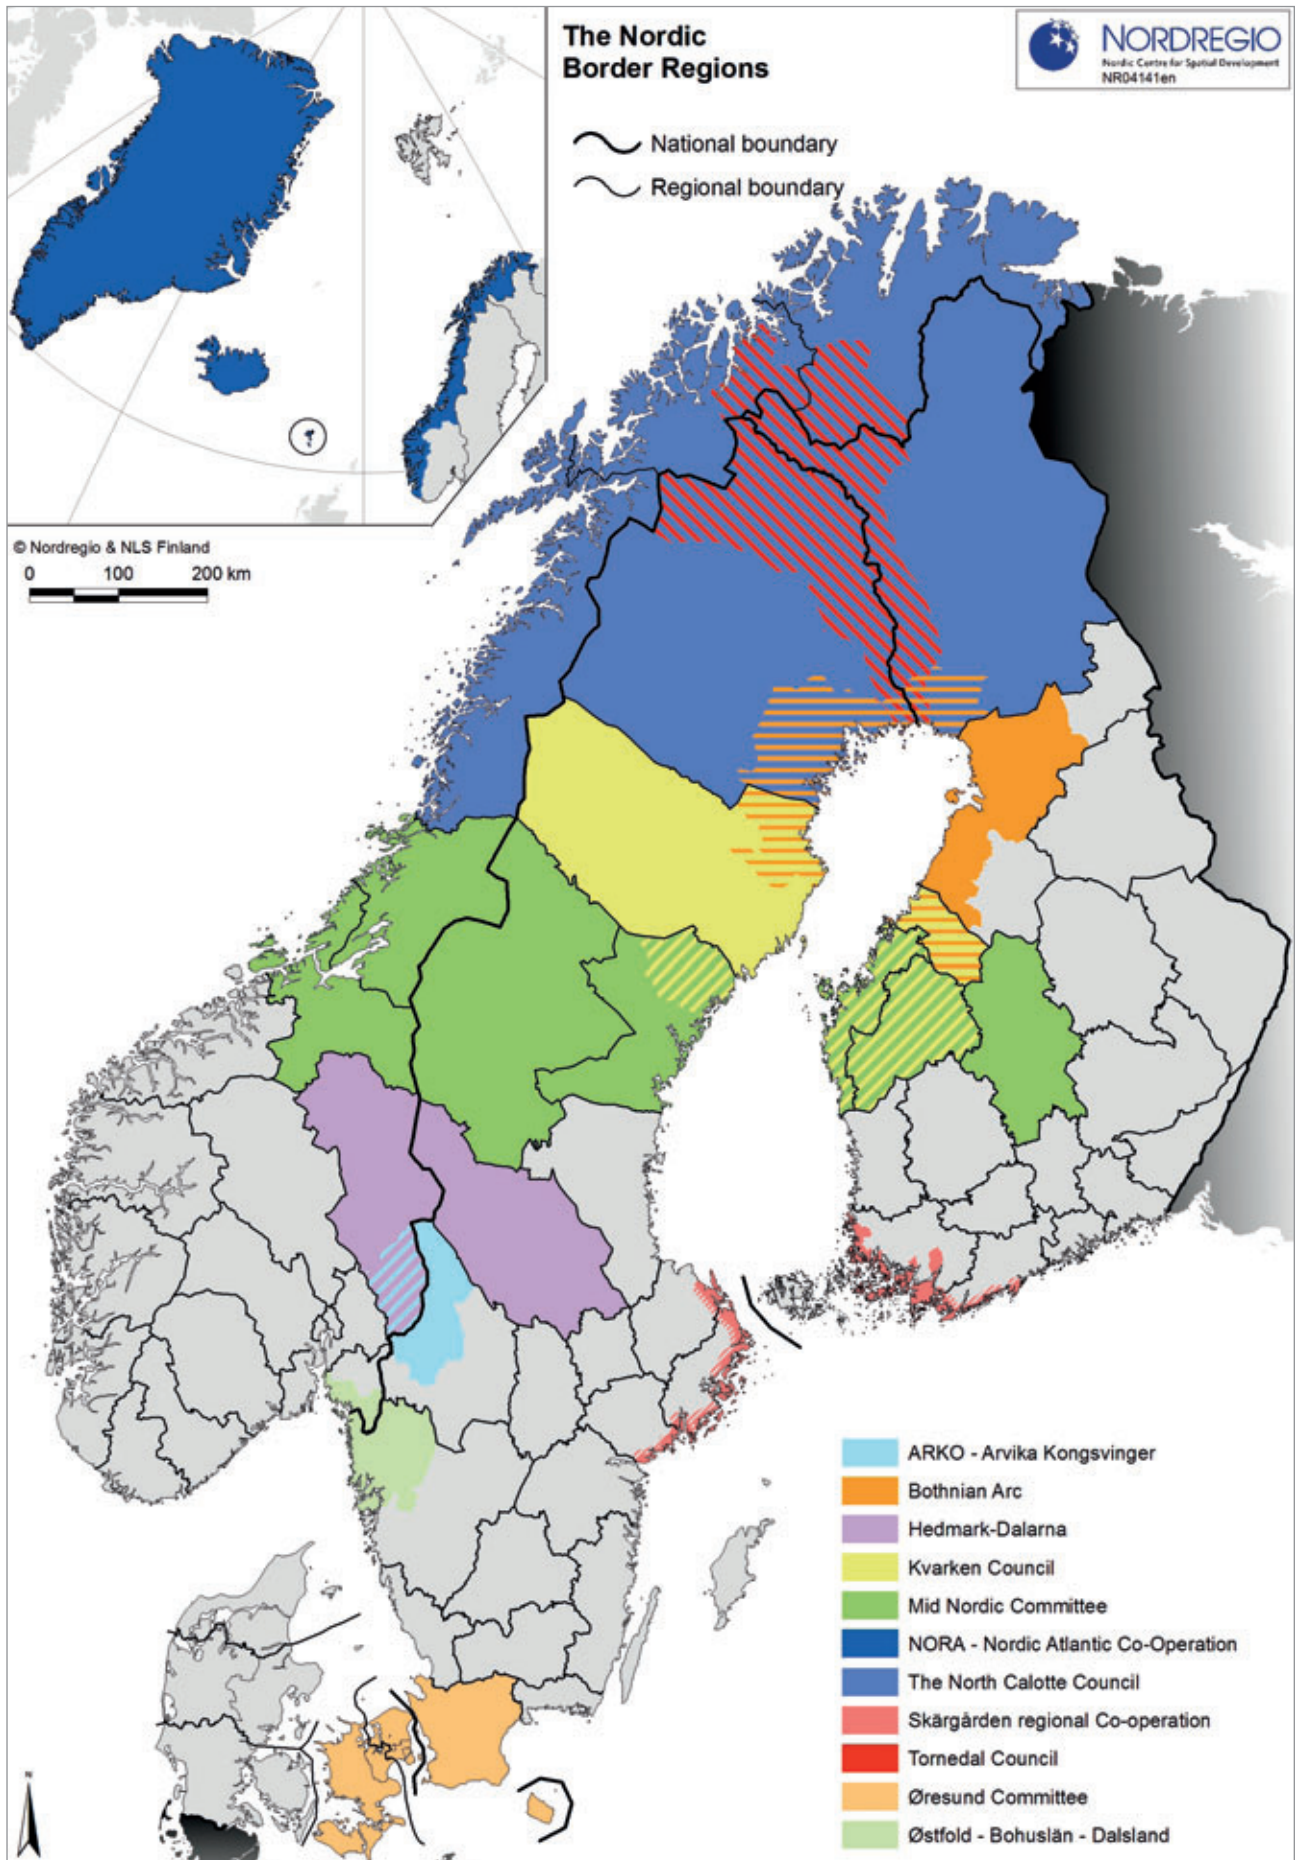 The Nordic
Border Regions
NORDREGIO
Nordic Centre for Spatial Development
NR04141en
National boundary
Regional boundary
© Nordregio & NLS Finland
0 100 200 km
ARKO - Arvika Kongsvinger
Bothnian Arc
Hedmark-Dalarna
Kvarken Council
Mid Nordic Committee
NORA - Nordic Atlantic Co-Operation
The North Calotte Council
Skärgården regional Co-operation
Tornedal Council
Øresund Committee
Østfold - Bohuslän - Dalsland
N